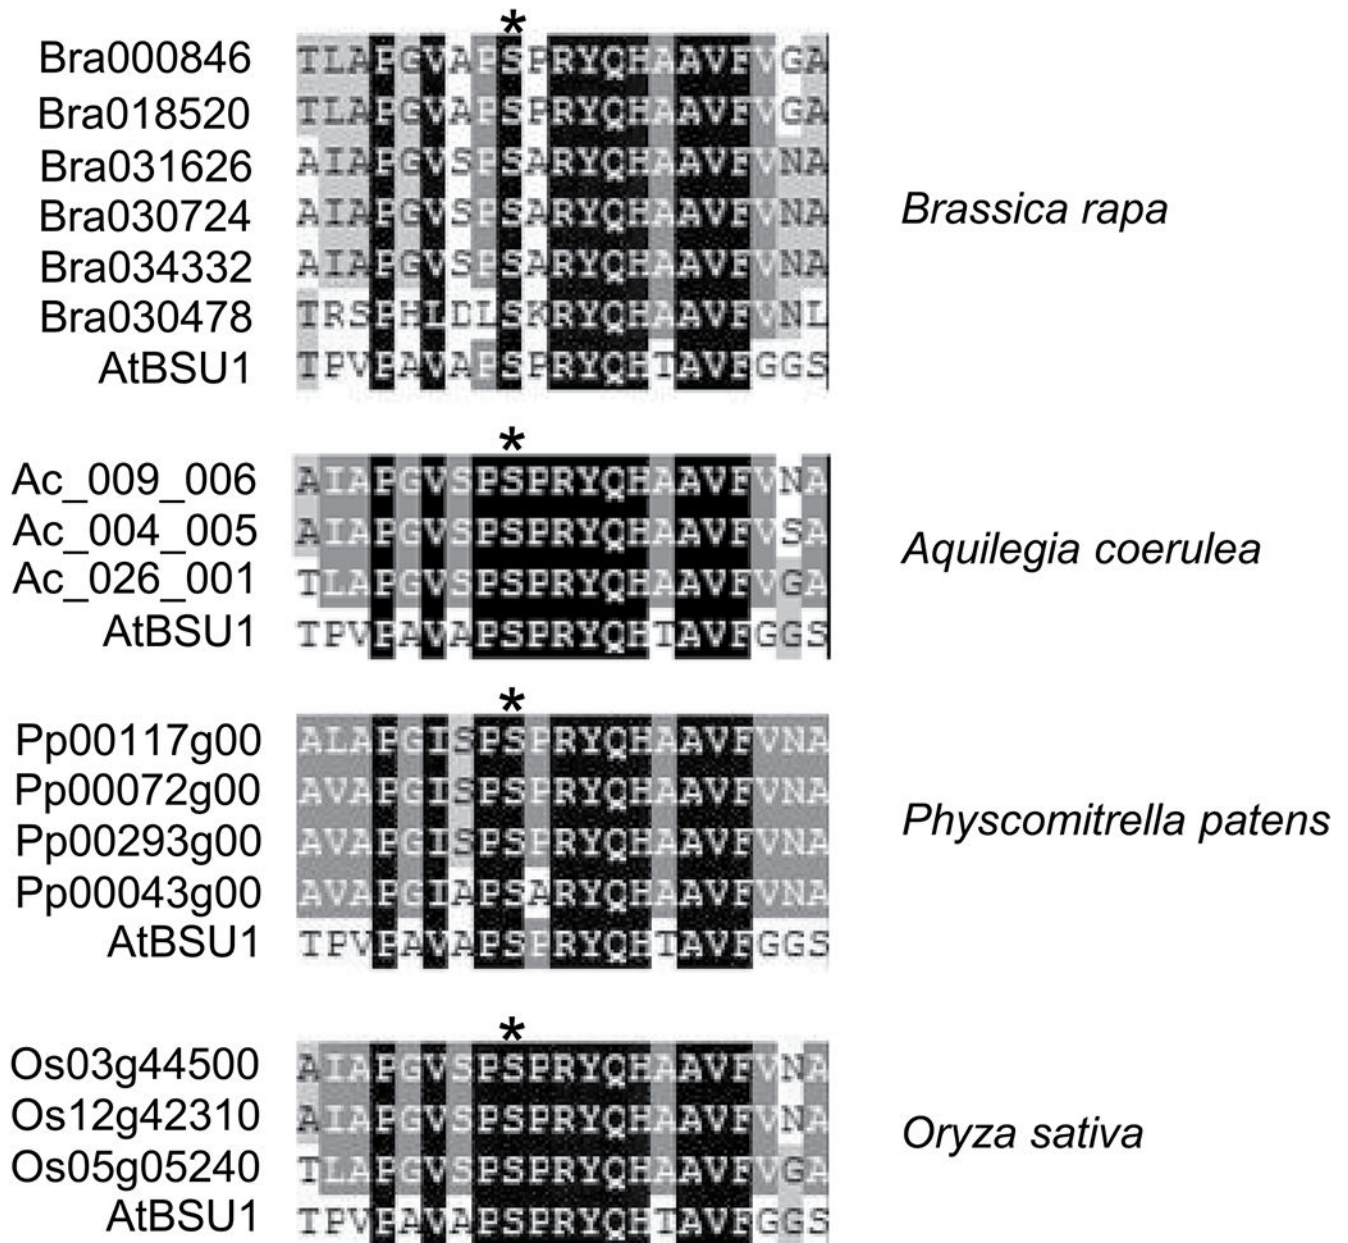 *
Bra000846 TLAPGVAPSPRYQHAAVFVGA
Bra018520 TLAPGVAPSPRYQHAAVFVGA
Bra031626 AIAPGVSPSARYQHAAVFVNA
Bra030724 AIAPGVSPSARYQHAAVFVNA
Bra034332 AIAPGVSPSARYQHAAVFVNA
Bra030478 TRSPHLDLSKRYQHAAVFVNL
AtBSU1 TPVPAVAPSPRYQHTAVFGGS
Brassica rapa
*
Ac_009_006 AIAPGVSPSPRYQHAAVFVNA
Ac_004_005 AIAPGVSPSPRYQHAAVFVSA
Ac_026_001 TLAPGVSPSPRYQHAAVFVGA
AtBSU1 TPVPAVAPSPRYQHTAVFGGS
Aquilegia coerulea
*
Pp00117g00 ALAPGISPSPRYQHAAVFVNA
Pp00072g00 AVAPGISPSPRYQHAAVFVNA
Pp00293g00 AVAPGISPSPRYQHAAVFVNA
Pp00043g00 AVAPGIAPSARYQHAAVFVNA
AtBSU1 TPVPAVAPSPRYQHTAVFGGS
Physcomitrella patens
*
Os03g44500 AIAPGVSPSPRYQHAAVFVNA
Os12g42310 AIAPGVSPSPRYQHAAVFVNA
Os05g05240 TLAPGVSPSPRYQHAAVFVGA
AtBSU1 TPVPAVAPSPRYQHTAVFGGS
Oryza sativa